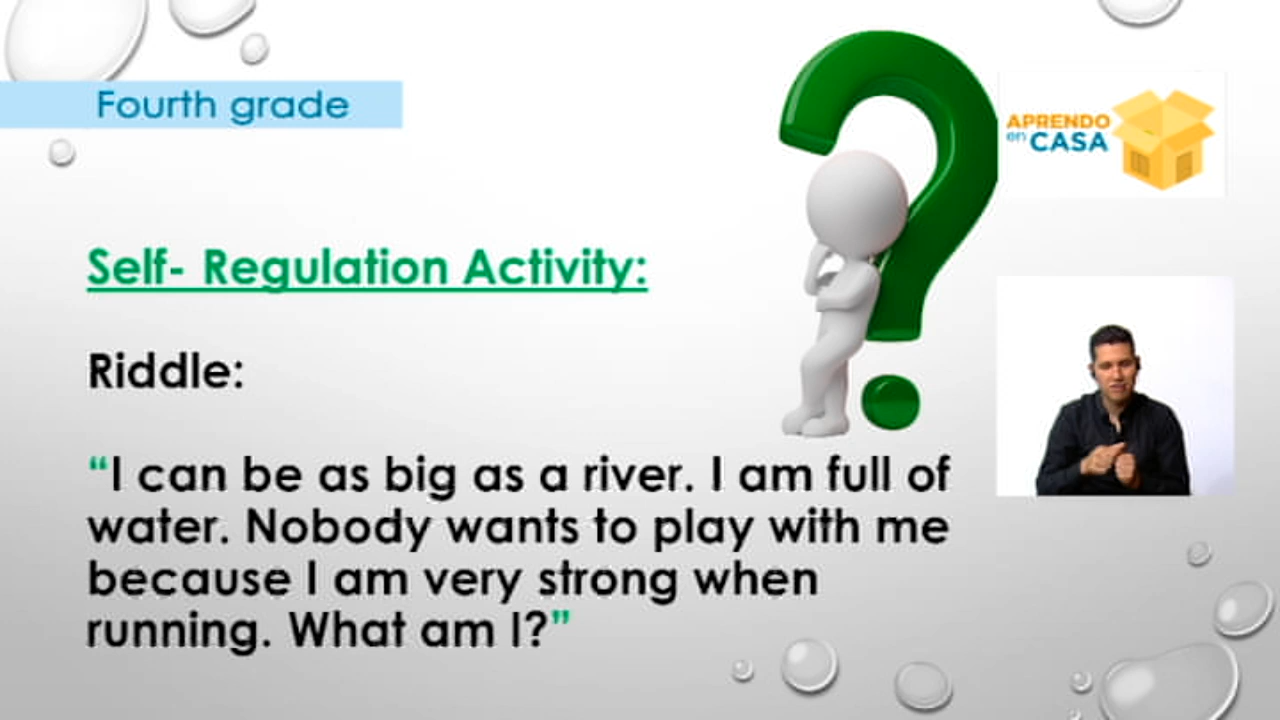 Fourth grade
APRENDO
en CASA
Self- Regulation Activity:
Riddle:
“I can be as big as a river. I am full of
water. Nobody wants to play with me
because I am very strong when
running. What am I?”